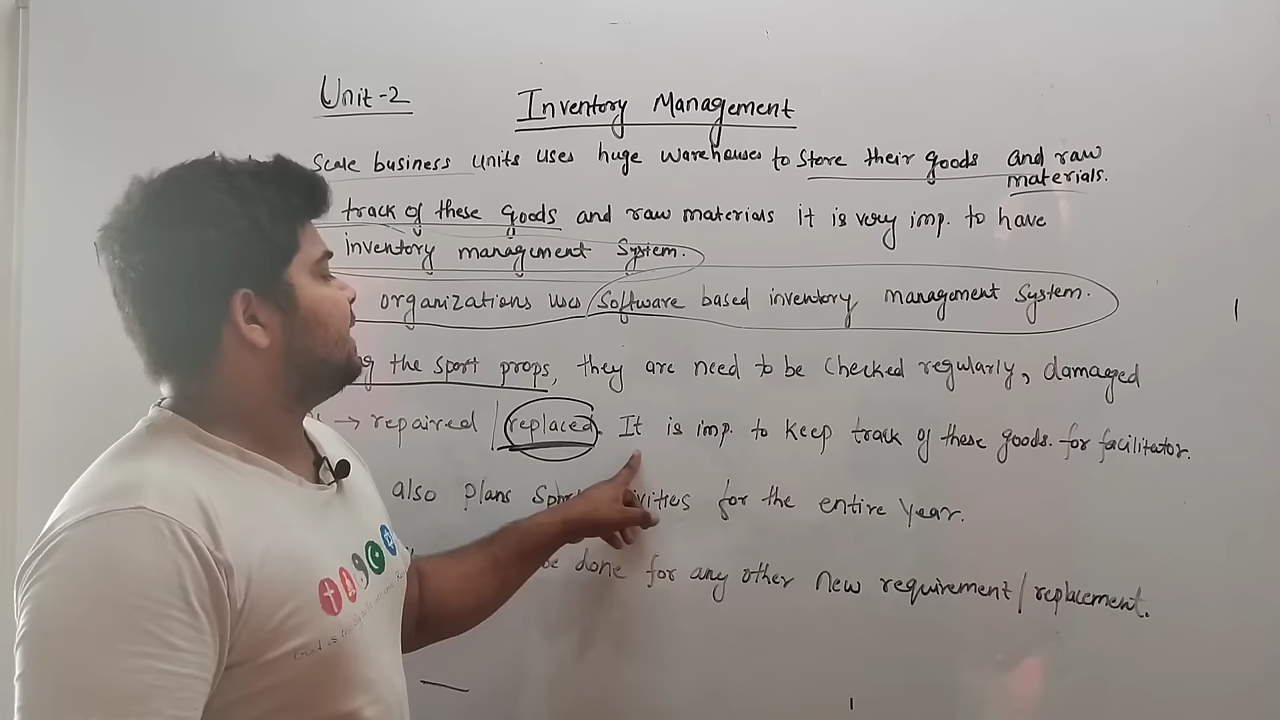 Unit-2
Inventory Management
Scale business units uses huge warehouses to store their goods and raw
materials.
track of these goods and raw materials it is very imp. to have
inventory management System.
organizations uses Software based inventory management System.
the sport props, they are need to be checked regularly, damaged
→ repaired / replaced. It is imp. to keep track of these goods. for facilitator.
also plans for the entire year.
be done for any other new requirement / replacement.